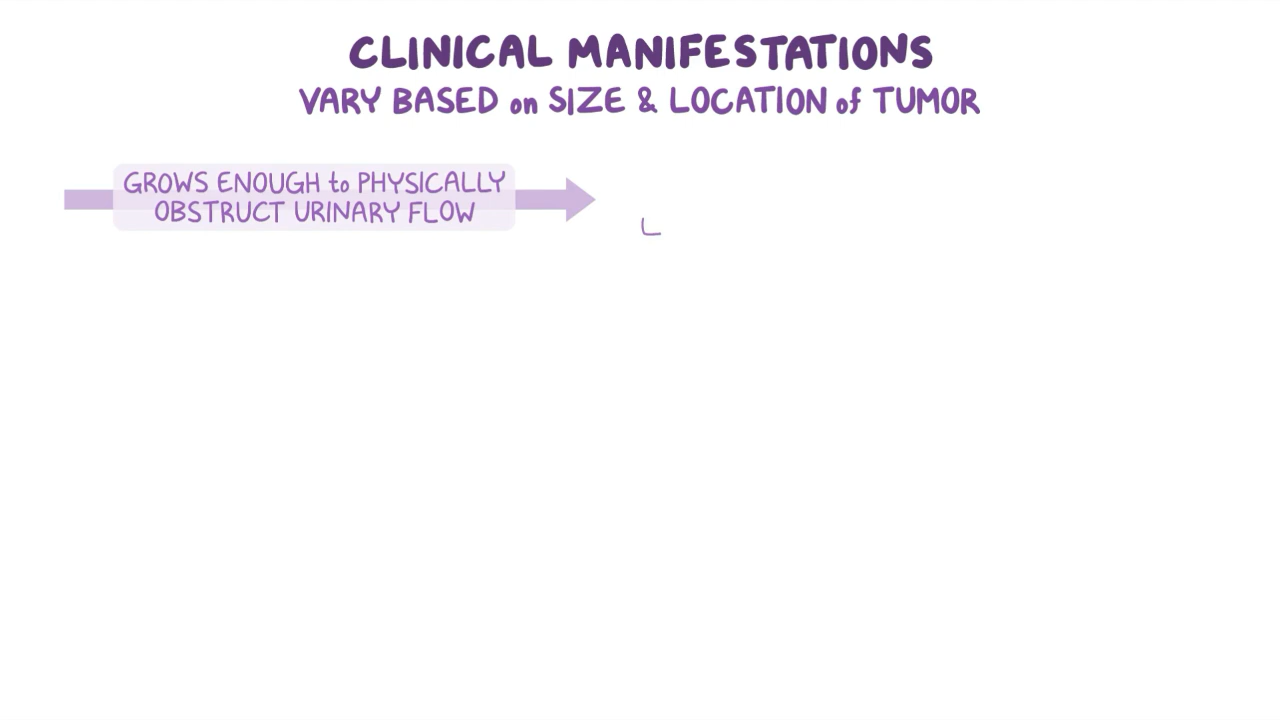 CLINICAL MANIFESTATIONS
VARY BASED on SIZE & LOCATION of TUMOR
GROWS ENOUGH to PHYSICALLY
OBSTRUCT URINARY FLOW